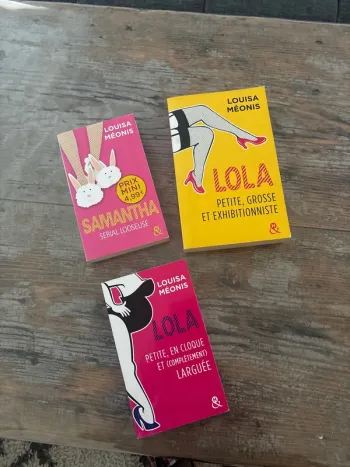 LOUISA
MÉONIS
PRIX
MINI
4,99€
SAMANTHA
SERIAL LOOSEUSE
&
LOUISA
MÉONIS
LOLA
PETITE, GROSSE
ET EXHIBITIONNISTE
&
LOUISA
MÉONIS
LOLA
PETITE, EN CLOQUE
ET (COMPLÈTEMENT)
LARGUÉE
&